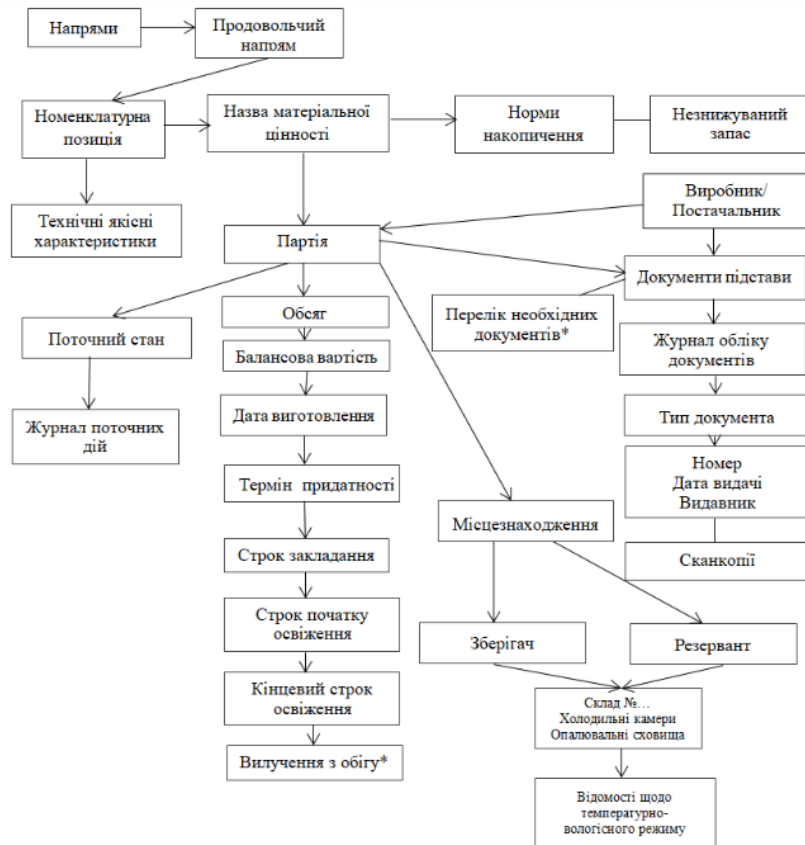 Напрями
Продовольчий
напрям
Номенклатурна
позиція
Назва матеріальної
цінності
Норми
накопичення
Незнижуваний
запас
Технічні якісні
характеристики
Виробник/
Постачальник
Партія
Документи підстави
Обсяг
Перелік необхідних
документів*
Поточний стан
Балансова вартість
Журнал обліку
документів
Журнал поточних
дій
Дата виготовлення
Тип документа
Термін придатності
Номер
Дата видачі
Видавник
Місцезнаходження
Строк закладання
Сканкопії
Строк початку
освіження
Зберігач
Резервант
Кінцевий строк
освіження
Склад №...
Холодильні камери
Опалювальні сховища
Вилучення з обігу*
Відомості щодо
температурно-
вологісного режиму